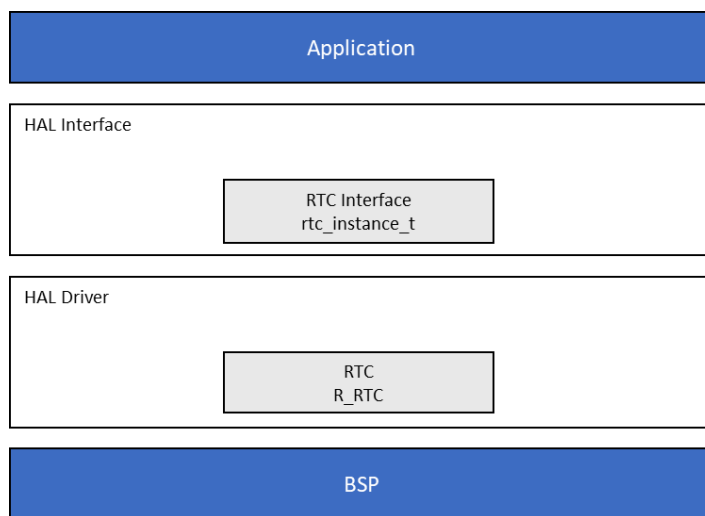 Application
HAL Interface
RTC Interface
rtc_instance_t
HAL Driver
RTC
R_RTC
BSP